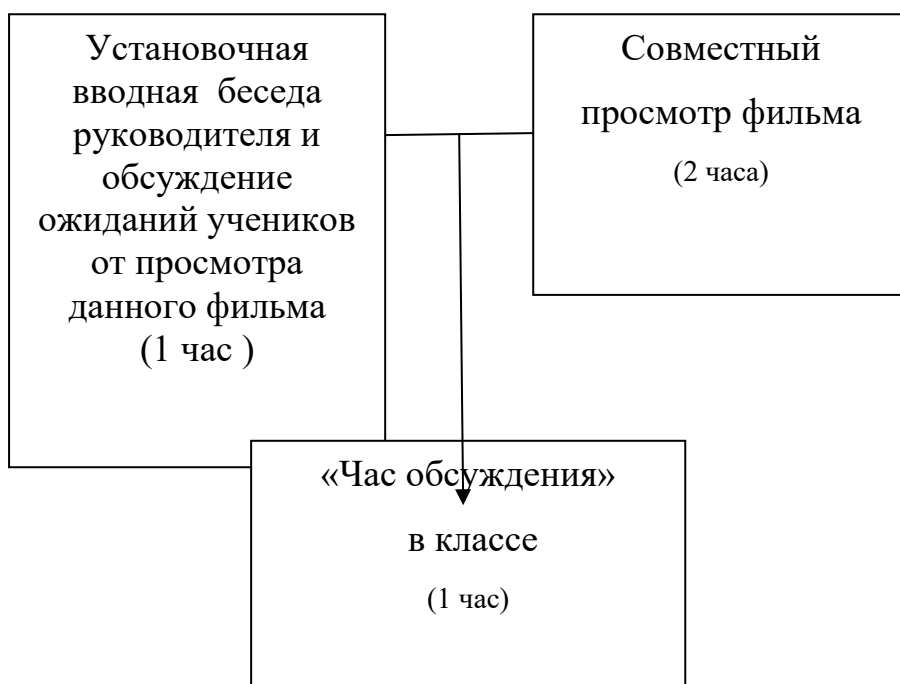 Установочная
вводная беседа
руководителя и
обсуждение
ожиданий учеников
от просмотра
данного фильма
(1 час )
Совместный
просмотр фильма
(2 часа)
«Час обсуждения»
в классе
(1 час)